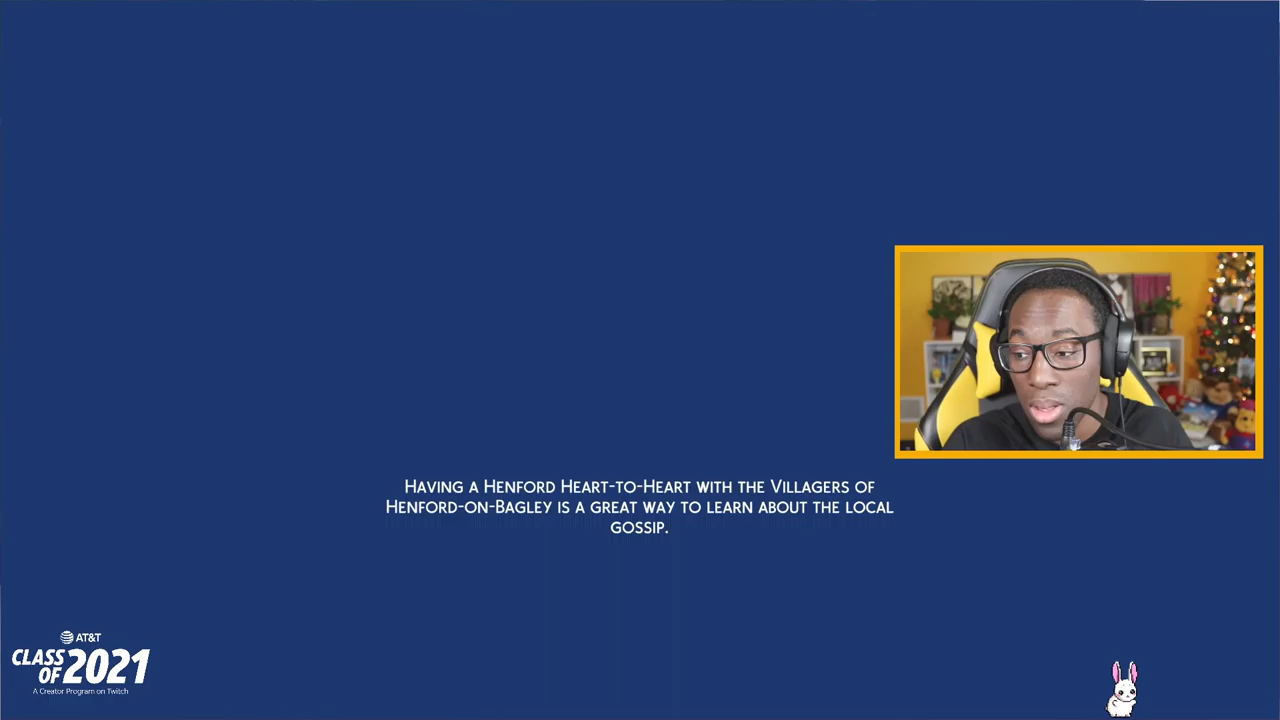 Having a Henford Heart-to-Heart with the Villagers of
Henford-on-Bagley is a great way to learn about the local
gossip.
AT&T
CLASS
OF 2021
A Creator Program on Twitch